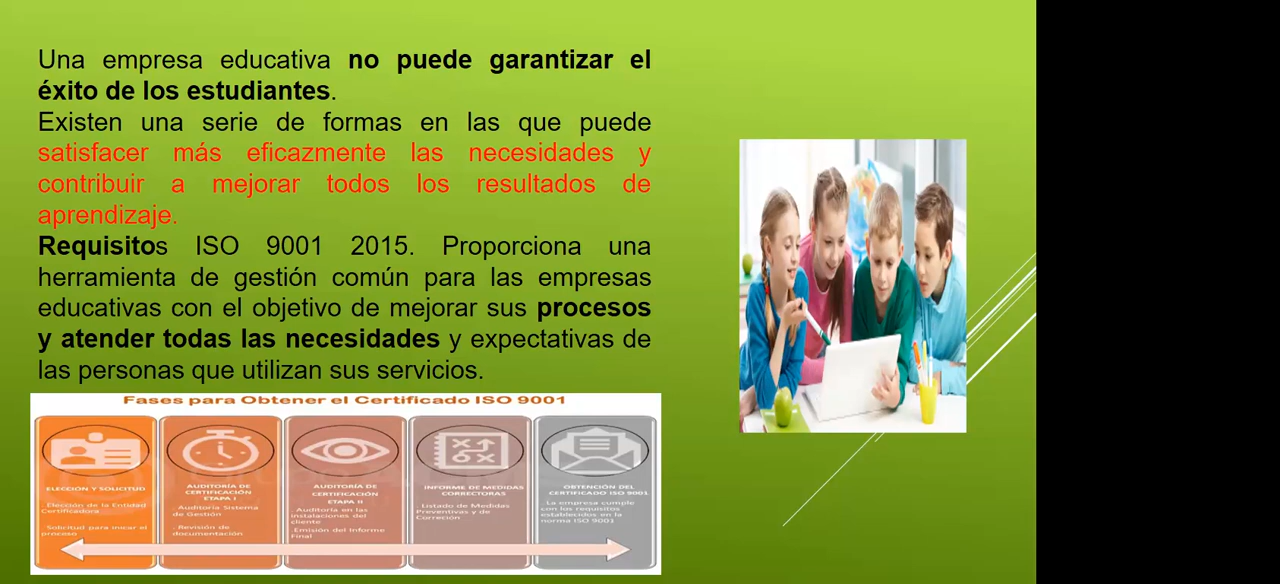 Una empresa educativa no puede garantizar el
éxito de los estudiantes.
Existen una serie de formas en las que puede
satisfacer más eficazmente las necesidades y
contribuir a mejorar todos los resultados de
aprendizaje.
Requisitos ISO 9001 2015. Proporciona una
herramienta de gestión común para las empresas
educativas con el objetivo de mejorar sus procesos
y atender todas las necesidades y expectativas de
las personas que utilizan sus servicios.
Fases para Obtener el Certificado ISO 9001
ELECCIÓN Y SOLICITUD
. Elección de la Entidad
Certificadora
. Solicitud para inicar el
proceso
AUDITORÍA DE
CERTIFICACIÓN
ETAPA I
. Auditoría Sistema
de Gestión
. Revisión de
documentación
AUDITORÍA DE
CERTIFICACIÓN
ETAPA II
. Auditoría en las
instalaciones del
cliente
. Emisión del Informe
Final
INFORME DE MEDIDAS
CORRECTORAS
. Listado de Medidas
Preventivas y de
Correción
OBTENCIÓN DEL
CERTIFICADO ISO 9001
. La empresa cumple
con los requisitos
establecidos en la
norma ISO 9001